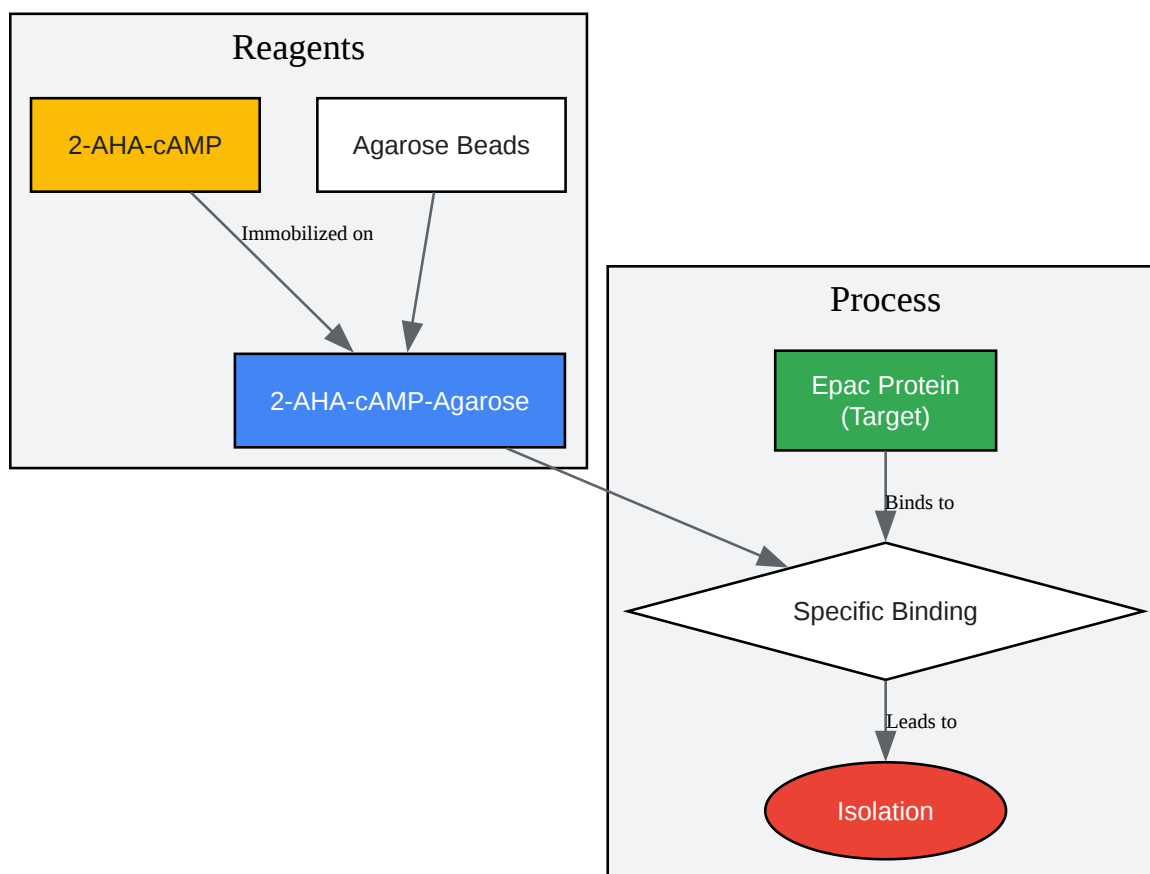 Reagents
2-AHA-cAMP
Agarose Beads
Immobilized on
2-AHA-cAMP-Agarose
Process
Epac Protein
(Target)
Binds to
Specific Binding
Leads to
Isolation